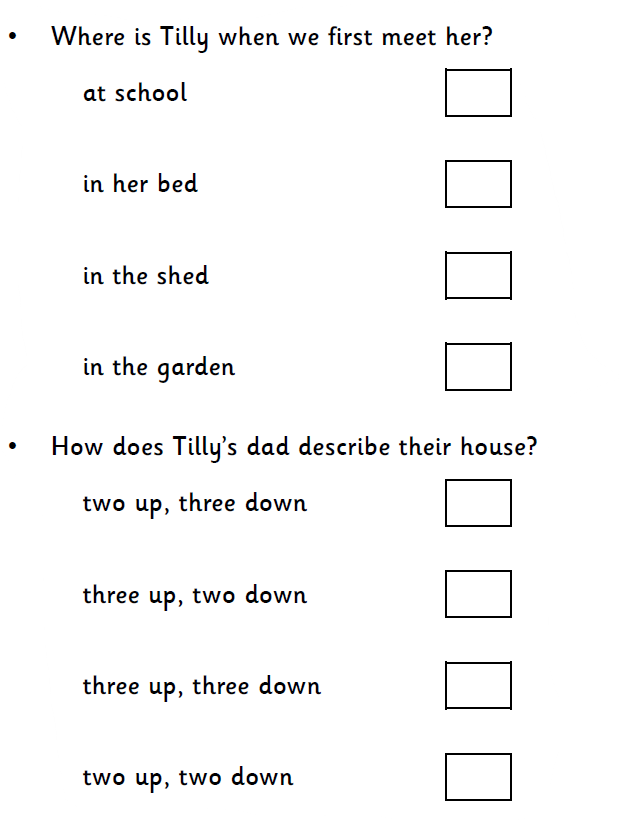 • Where is Tilly when we first meet her?
at school
in her bed
in the shed
in the garden
• How does Tilly’s dad describe their house?
two up, three down
three up, two down
three up, three down
two up, two down